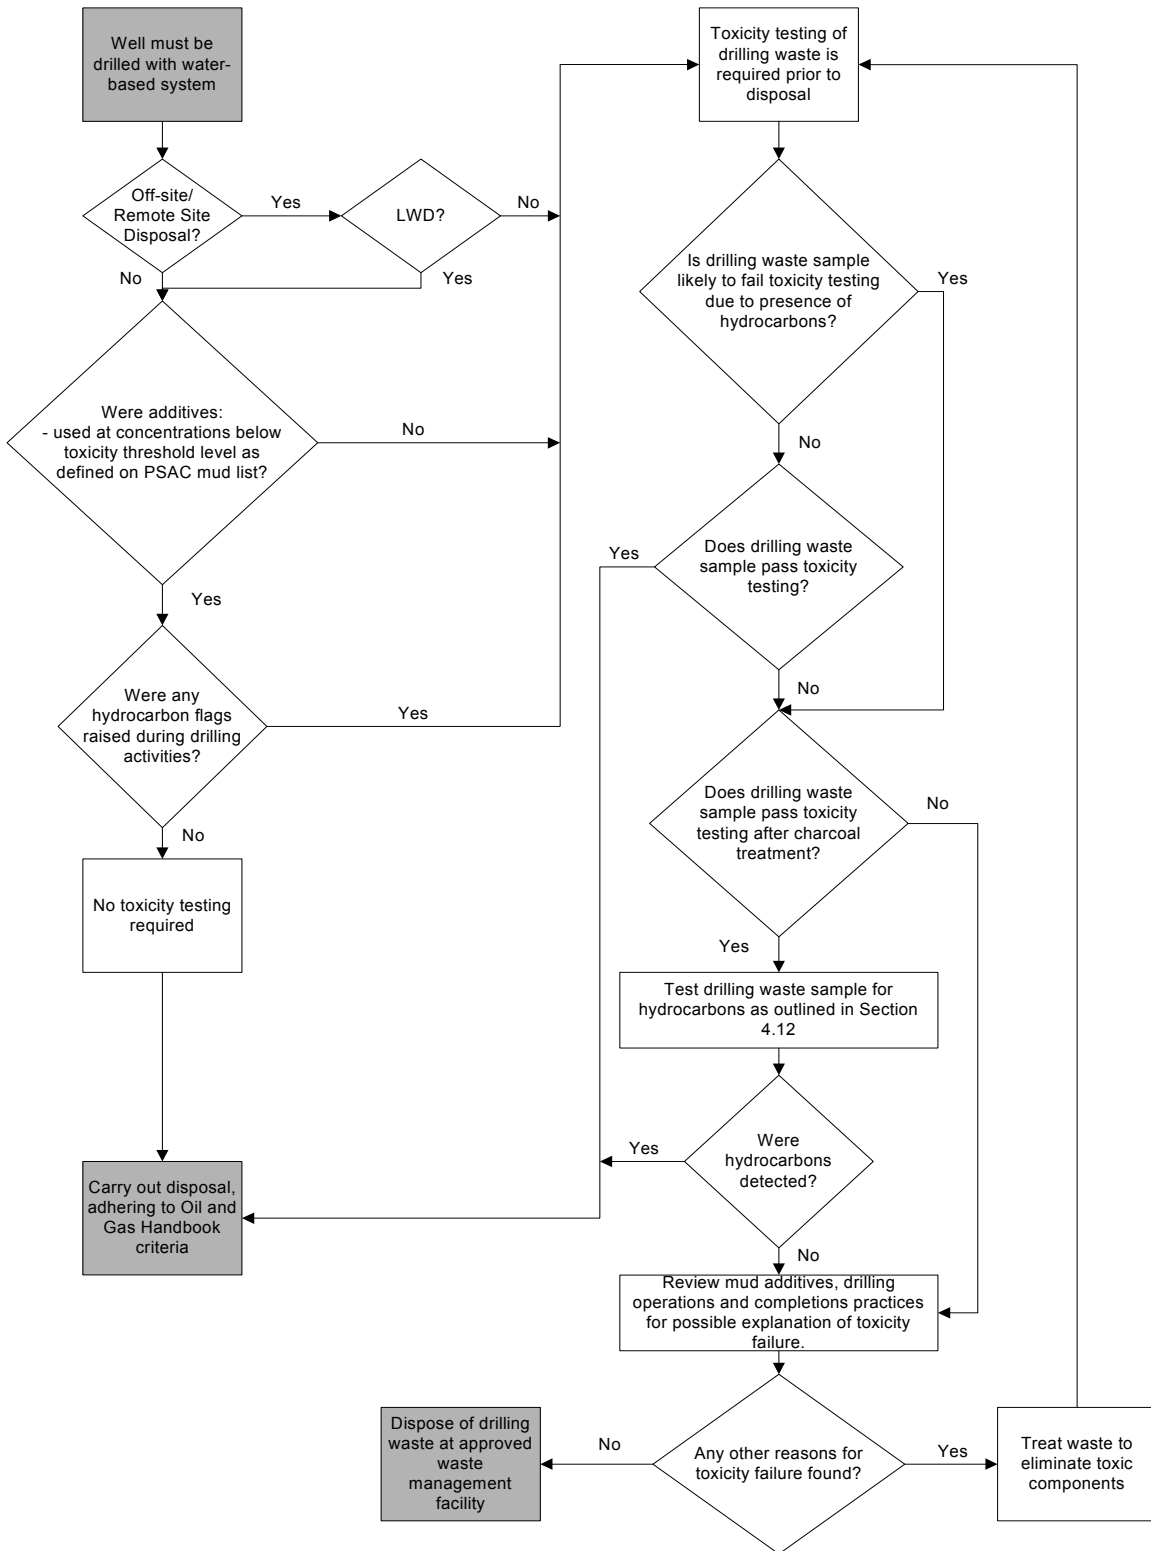 Well must be
drilled with water-
based system
Toxicity testing of
drilling waste is
required prior to
disposal
Off-site/
Remote Site
Disposal?
Yes
LWD?
No
No
Yes
Is drilling waste sample
likely to fail toxicity testing
due to presence of
hydrocarbons?
Yes
No
Were additives:
- used at concentrations below
toxicity threshold level as
defined on PSAC mud list?
No
Yes
Does drilling waste
sample pass toxicity
testing?
Yes
No
Were any
hydrocarbon flags
raised during drilling
activities?
Yes
No
Does drilling waste
sample pass toxicity
testing after charcoal
treatment?
No
Yes
No toxicity testing
required
Test drilling waste sample for
hydrocarbons as outlined in Section
4.12
Were
hydrocarbons
detected?
Yes
No
Carry out disposal,
adhering to Oil and
Gas Handbook
criteria
Review mud additives, drilling
operations and completions practices
for possible explanation of toxicity
failure.
Any other reasons for
toxicity failure found?
No
Yes
Dispose of drilling
waste at approved
waste
management
facility
Treat waste to
eliminate toxic
components